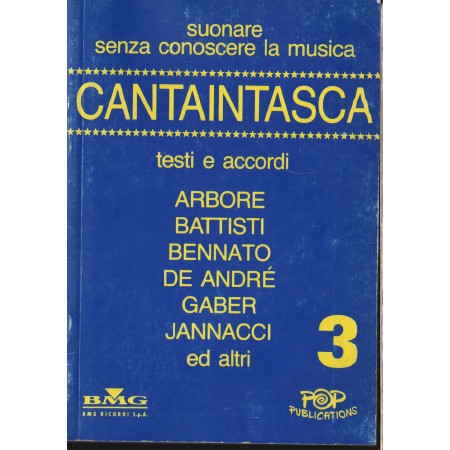 suonare
senza conoscere la musica
CANTAINTASCA
testi e accordi
ARBORE
BATTISTI
BENNATO
DE ANDRÉ
GABER
JANNACCI
ed altri
3
BMG
BMG RICORDI S.p.A.
POP
PUBLICATIONS